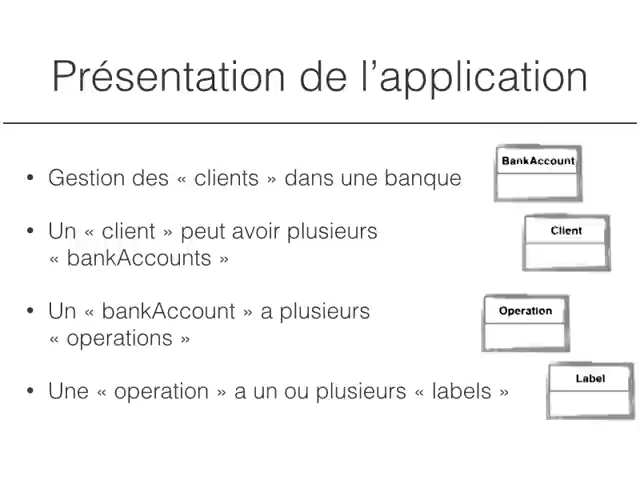 Présentation de l’application
• Gestion des « clients » dans une banque
BankAccount
• Un « client » peut avoir plusieurs
« bankAccounts »
Client
• Un « bankAccount » a plusieurs
« operations »
Operation
• Une « operation » a un ou plusieurs « labels »
Label